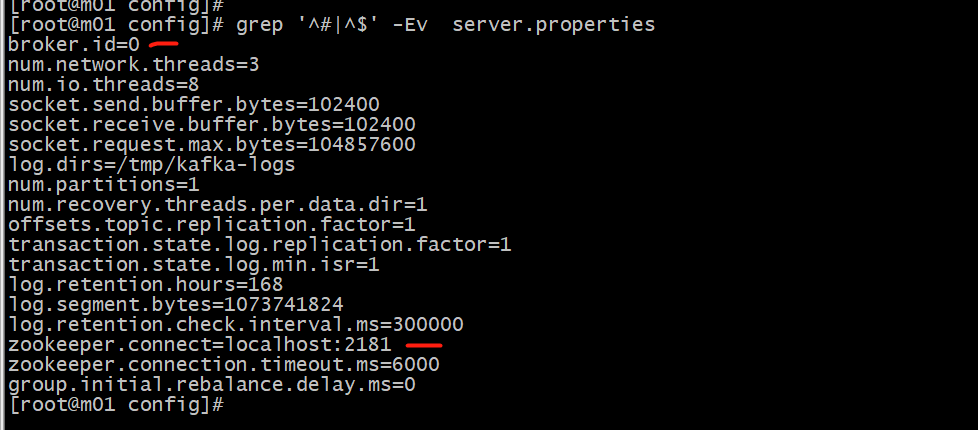 [root@m01 config]#
[root@m01 config]# grep '^#|^$' -Ev  server.properties
broker.id=0
num.network.threads=3
num.io.threads=8
socket.send.buffer.bytes=102400
socket.receive.buffer.bytes=102400
socket.request.max.bytes=104857600
log.dirs=/tmp/kafka-logs
num.partitions=1
num.recovery.threads.per.data.dir=1
offsets.topic.replication.factor=1
transaction.state.log.replication.factor=1
transaction.state.log.min.isr=1
log.retention.hours=168
log.segment.bytes=1073741824
log.retention.check.interval.ms=300000
zookeeper.connect=localhost:2181
zookeeper.connection.timeout.ms=6000
group.initial.rebalance.delay.ms=0
[root@m01 config]#